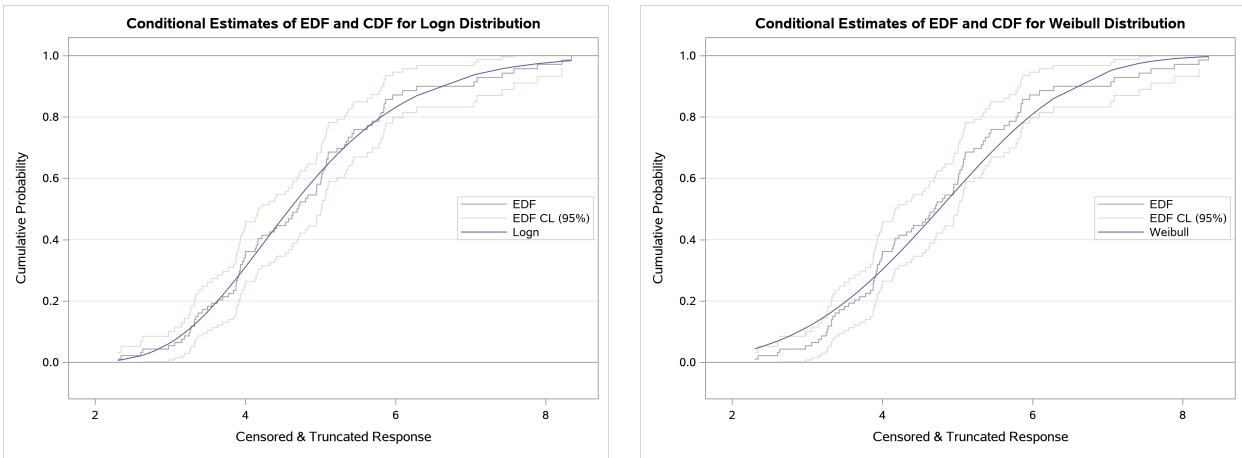 Conditional Estimates of EDF and CDF for Logn Distribution
1.0
0.8
0.6
0.4
0.2
0.0
Cumulative Probability
EDF
EDF CL (95%)
Logn
2 4 6 8
Censored & Truncated Response
Conditional Estimates of EDF and CDF for Weibull Distribution
1.0
0.8
0.6
0.4
0.2
0.0
Cumulative Probability
EDF
EDF CL (95%)
Weibull
2 4 6 8
Censored & Truncated Response